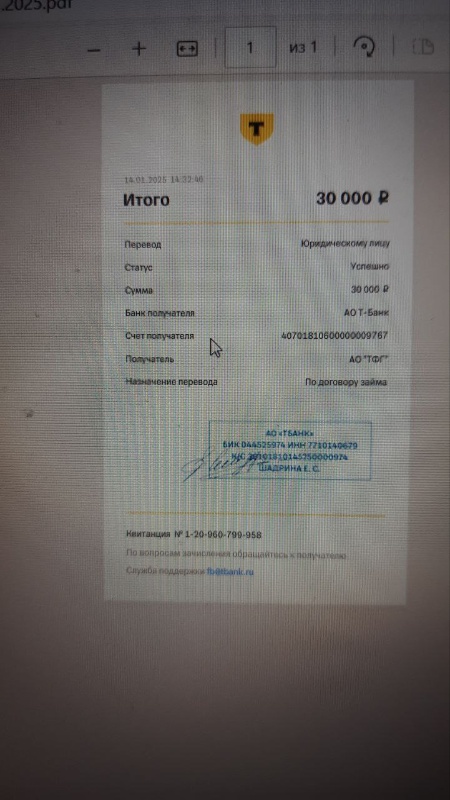 .2025.pdf
1 из 1
Т
14.01.2025 14:32:46
Итого 30 000 ₽
Перевод Юридическому лицу
Статус Успешно
Сумма 30 000 ₽
Банк получателя АО Т-Банк
Счет получателя 40701810600000009767
Получатель АО "ТФГ"
Назначение перевода По договору займа
АО «ТБАНК»
БИК 044525974 ИНН 7710140679
К/С 30101810145250000974
ШАДРИНА Е. С.
Квитанция № 1-20-960-799-958
По вопросам зачисления обращайтесь к получателю
Служба поддержки fb@tbank.ru